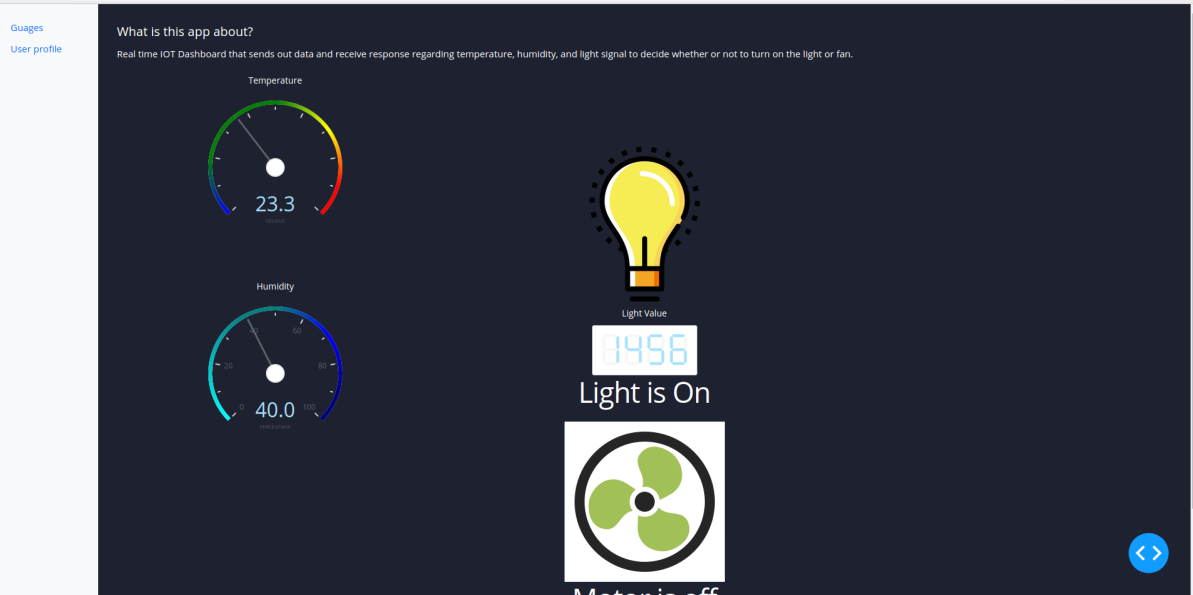 Guages
User profile
What is this app about?
Real time IOT Dashboard that sends out data and receive response regarding temperature, humidity, and light signal to decide whether or not to turn on the light or fan.
Temperature
23.3
CELSIUS
Humidity
0
20
40
60
80
100
40.0
PERCENTAGE
Light Value
1456
Light is On
Motor is off